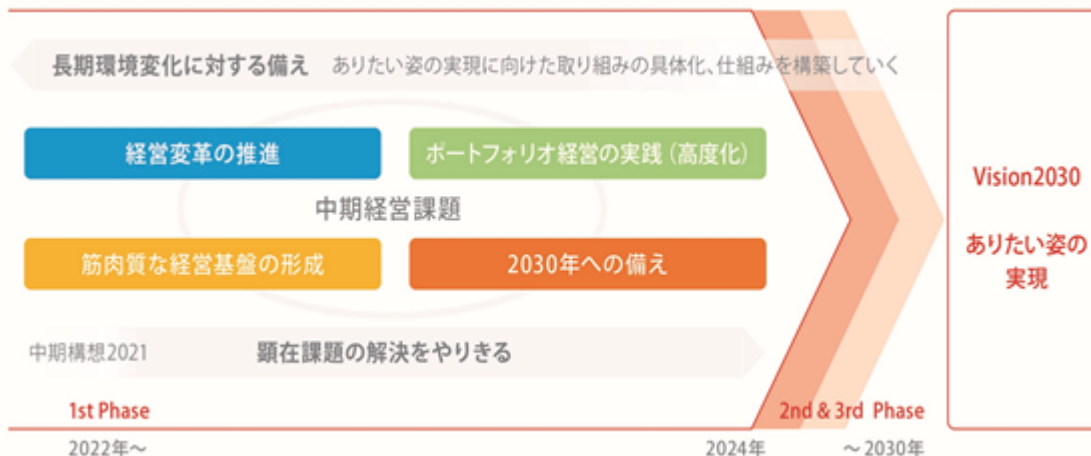 長期環境変化に対する備え ありたい姿の実現に向けた取り組みの具体化、仕組みを構築していく
経営変革の推進
ポートフォリオ経営の実践（高度化）
中期経営課題
筋肉質な経営基盤の形成
2030年への備え
中期構想2021
顕在課題の解決をやりきる
1st Phase
2022年～
2024年
2nd & 3rd Phase
～2030年
Vision2030
ありたい姿の
実現